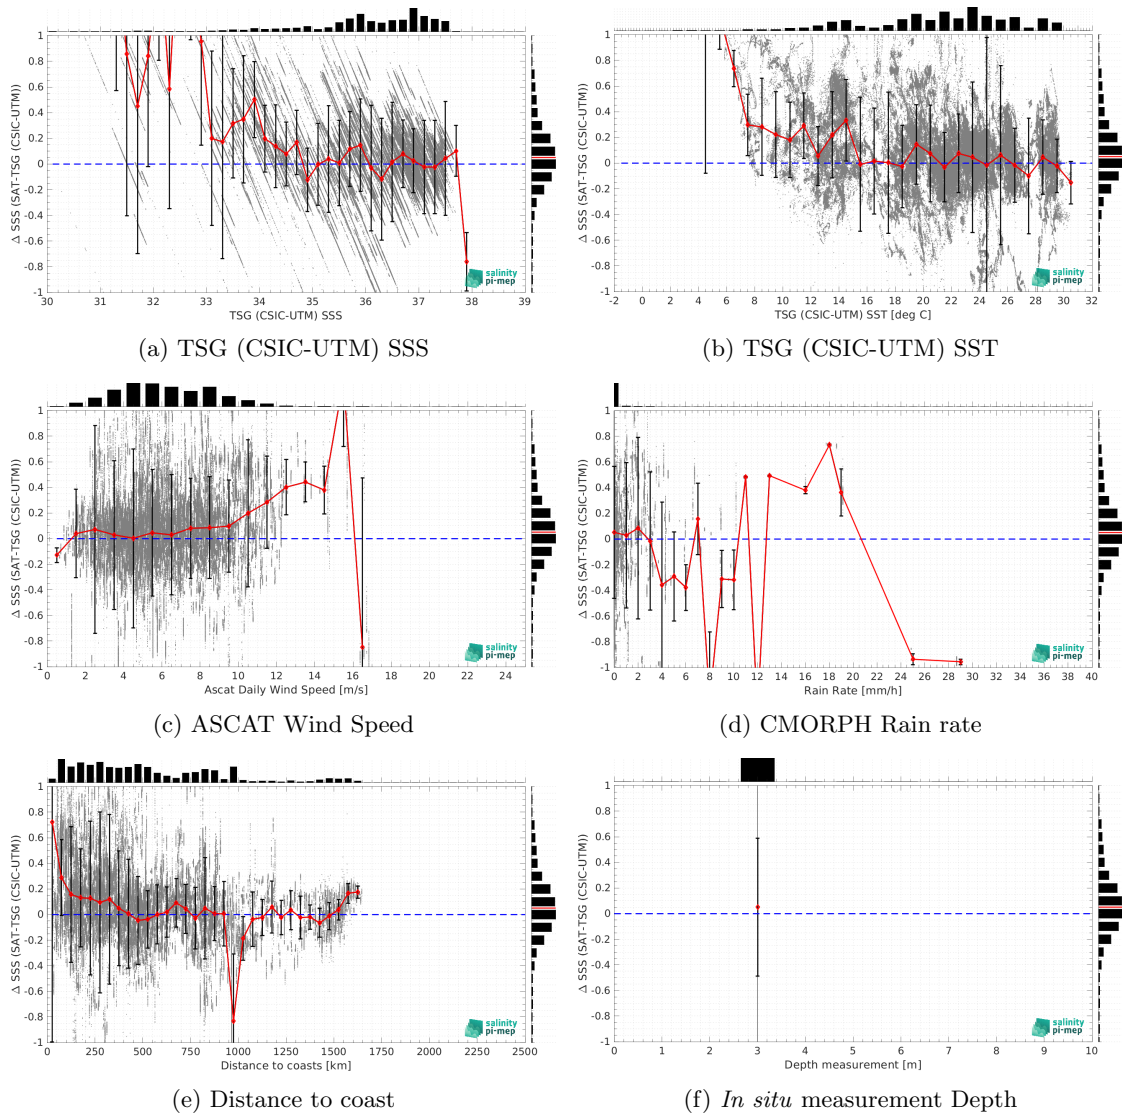 Δ SSS (SAT-TSG (CSIC-UTM))
1
0.8
0.6
0.4
0.2
0
-0.2
-0.4
-0.6
-0.8
-1
30 31 32 33 34 35 36 37 38 39
TSG (CSIC-UTM) SSS
salinity
pi-mep
(a) TSG (CSIC-UTM) SSS
Δ SSS (SAT-TSG (CSIC-UTM))
1
0.8
0.6
0.4
0.2
0
-0.2
-0.4
-0.6
-0.8
-1
-2 0 2 4 6 8 10 12 14 16 18 20 22 24 26 28 30 32
TSG (CSIC-UTM) SST [deg C]
salinity
pi-mep
(b) TSG (CSIC-UTM) SST
Δ SSS (SAT-TSG (CSIC-UTM))
1
0.8
0.6
0.4
0.2
0
-0.2
-0.4
-0.6
-0.8
-1
0 2 4 6 8 10 12 14 16 18 20 22 24
Ascat Daily Wind Speed [m/s]
salinity
pi-mep
(c) ASCAT Wind Speed
Δ SSS (SAT-TSG (CSIC-UTM))
1
0.8
0.6
0.4
0.2
0
-0.2
-0.4
-0.6
-0.8
-1
0 2 4 6 8 10 12 14 16 18 20 22 24 26 28 30 32 34 36 38 40
Rain Rate [mm/h]
salinity
pi-mep
(d) CMORPH Rain rate
Δ SSS (SAT-TSG (CSIC-UTM))
1
0.8
0.6
0.4
0.2
0
-0.2
-0.4
-0.6
-0.8
-1
0 250 500 750 1000 1250 1500 1750 2000 2250 2500
Distance to coasts [km]
salinity
pi-mep
(e) Distance to coast
Δ SSS (SAT-TSG (CSIC-UTM))
1
0.8
0.6
0.4
0.2
0
-0.2
-0.4
-0.6
-0.8
-1
0 1 2 3 4 5 6 7 8 9 10
Depth measurement [m]
salinity
pi-mep
(f) In situ measurement Depth